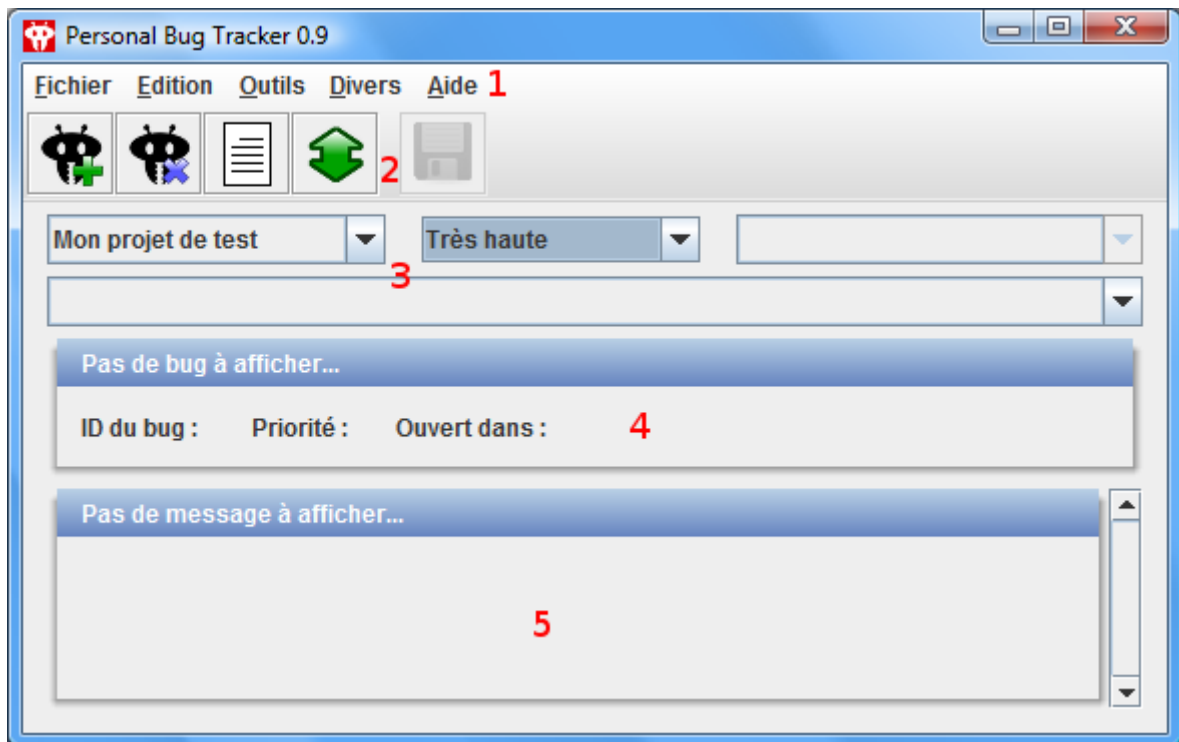 Personal Bug Tracker 0.9
Fichier Edition Outils Divers Aide 1
2
Mon projet de test Très haute
3
Pas de bug à afficher...
ID du bug : Priorité : Ouvert dans : 4
Pas de message à afficher...
5